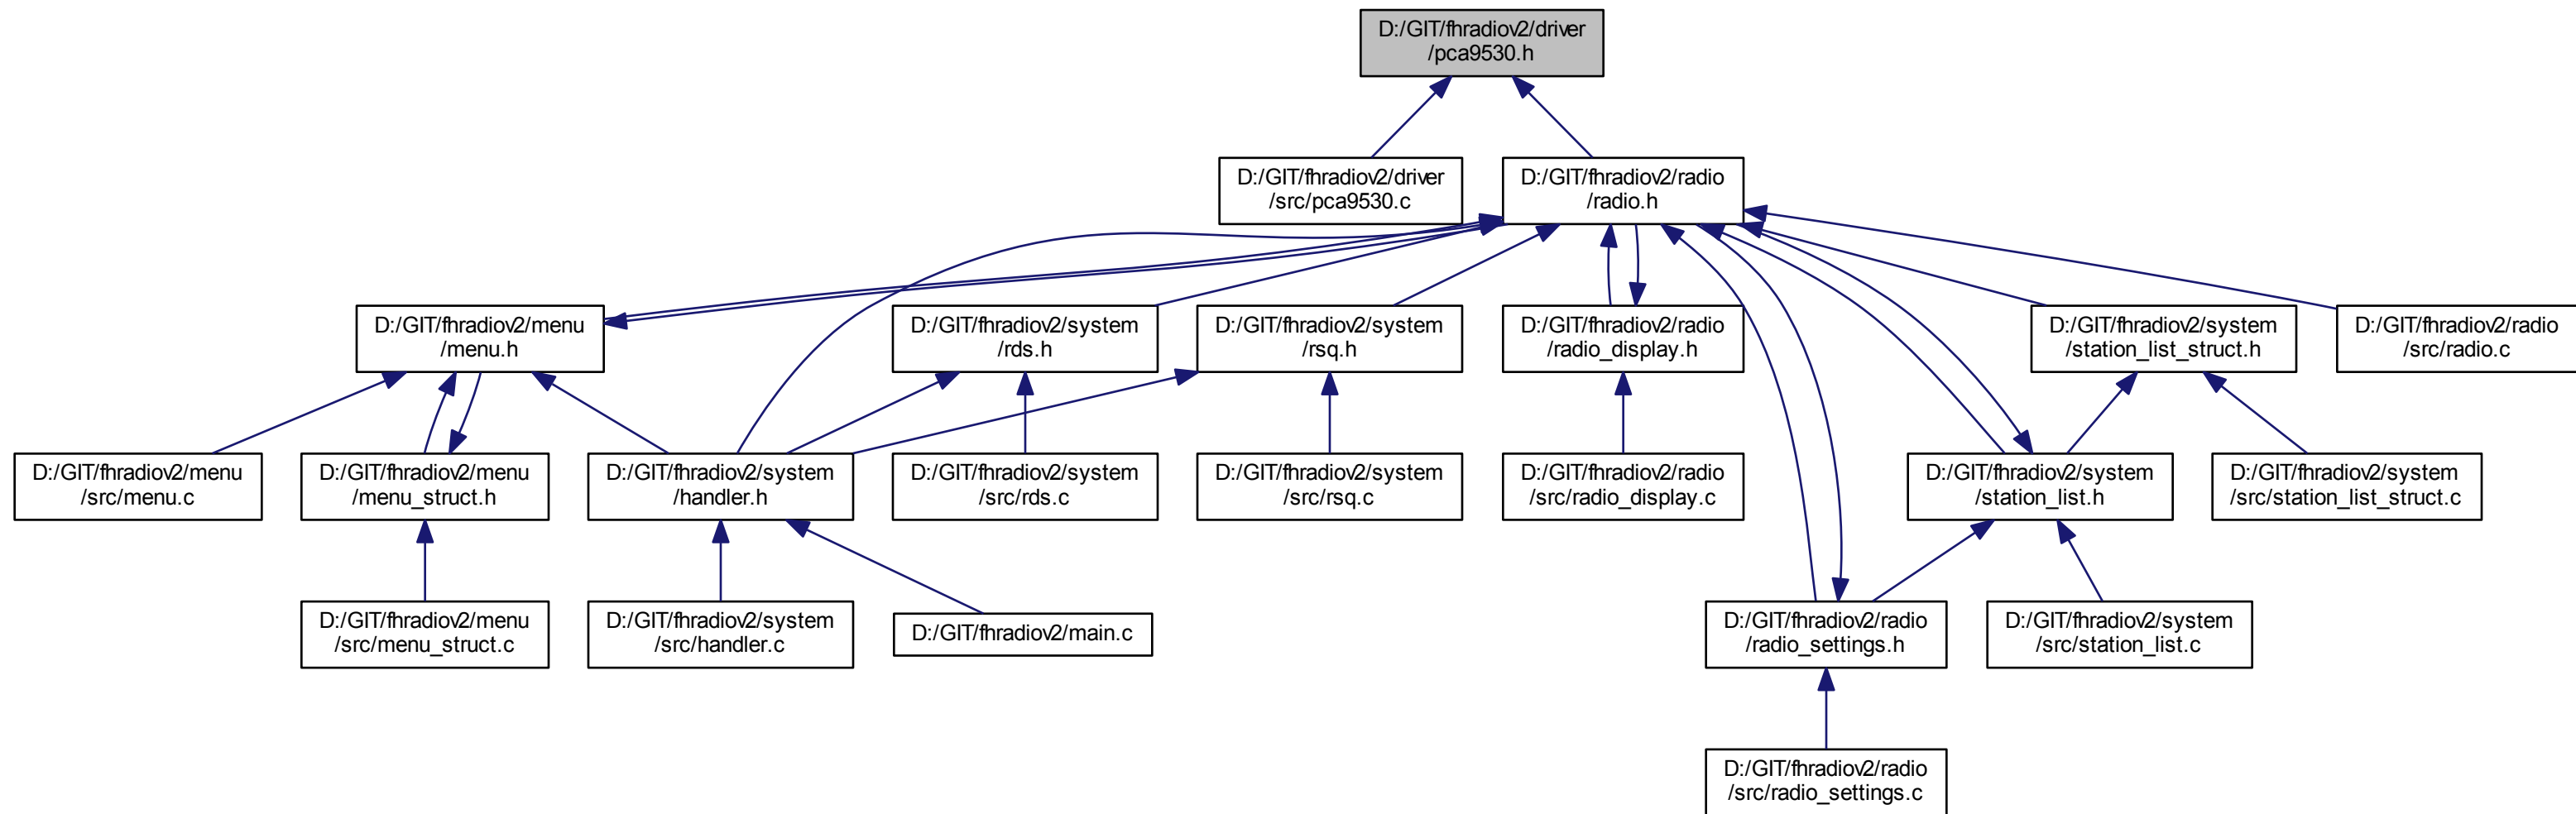 D:/GIT/fhradiov2/driver
/pca9530.h
D:/GIT/fhradiov2/driver
/src/pca9530.c
D:/GIT/fhradiov2/radio
/radio.h
D:/GIT/fhradiov2/menu
/menu.h
D:/GIT/fhradiov2/system
/rds.h
D:/GIT/fhradiov2/system
/rsq.h
D:/GIT/fhradiov2/radio
/radio_display.h
D:/GIT/fhradiov2/system
/station_list_struct.h
D:/GIT/fhradiov2/radio
/src/radio.c
D:/GIT/fhradiov2/menu
/src/menu.c
D:/GIT/fhradiov2/menu
/menu_struct.h
D:/GIT/fhradiov2/system
/handler.h
D:/GIT/fhradiov2/system
/src/rds.c
D:/GIT/fhradiov2/system
/src/rsq.c
D:/GIT/fhradiov2/radio
/src/radio_display.c
D:/GIT/fhradiov2/system
/station_list.h
D:/GIT/fhradiov2/system
/src/station_list_struct.c
D:/GIT/fhradiov2/menu
/src/menu_struct.c
D:/GIT/fhradiov2/system
/src/handler.c
D:/GIT/fhradiov2/main.c
D:/GIT/fhradiov2/radio
/radio_settings.h
D:/GIT/fhradiov2/system
/src/station_list.c
D:/GIT/fhradiov2/radio
/src/radio_settings.c